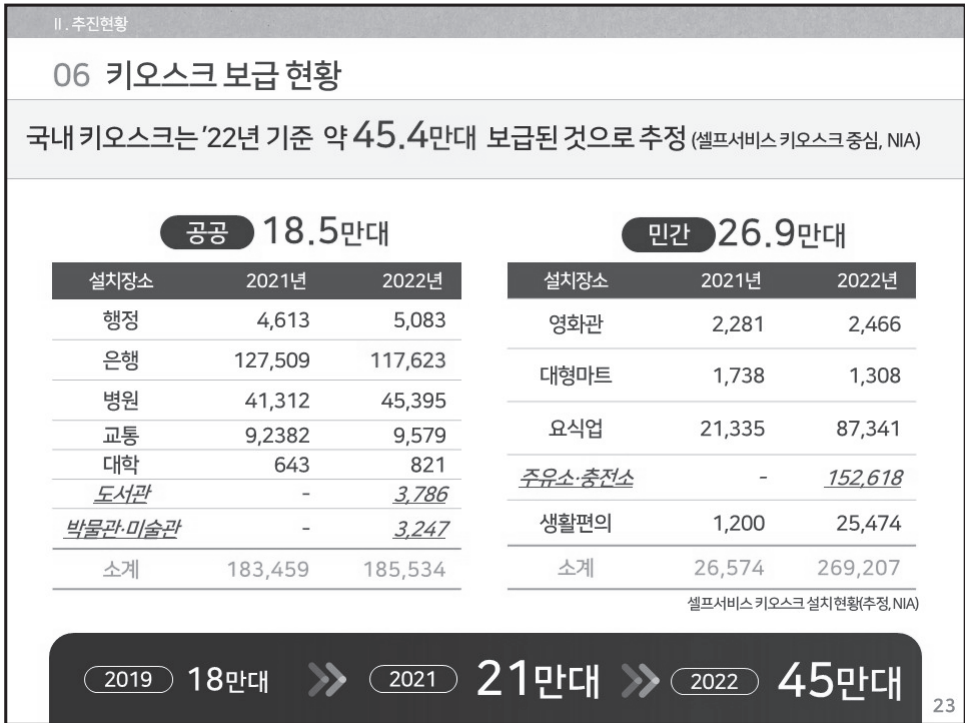 Ⅱ.추진현황
06 키오스크 보급 현황
국내 키오스크는 '22년 기준 약 45.4만대 보급된 것으로 추정 (셀프서비스 키오스크 중심, NIA)
공공 18.5만대
설치장소 2021년 2022년
행정 4,613 5,083
은행 127,509 117,623
병원 41,312 45,395
교통 9,2382 9,579
대학 643 821
도서관 - 3,786
박물관·미술관 - 3,247
소계 183,459 185,534
민간 26.9만대
설치장소 2021년 2022년
영화관 2,281 2,466
대형마트 1,738 1,308
요식업 21,335 87,341
주유소·충전소 - 152,618
생활편의 1,200 25,474
소계 26,574 269,207
셀프서비스 키오스크 설치현황(추정,NIA)
2019 18만대 2021 21만대 2022 45만대
23